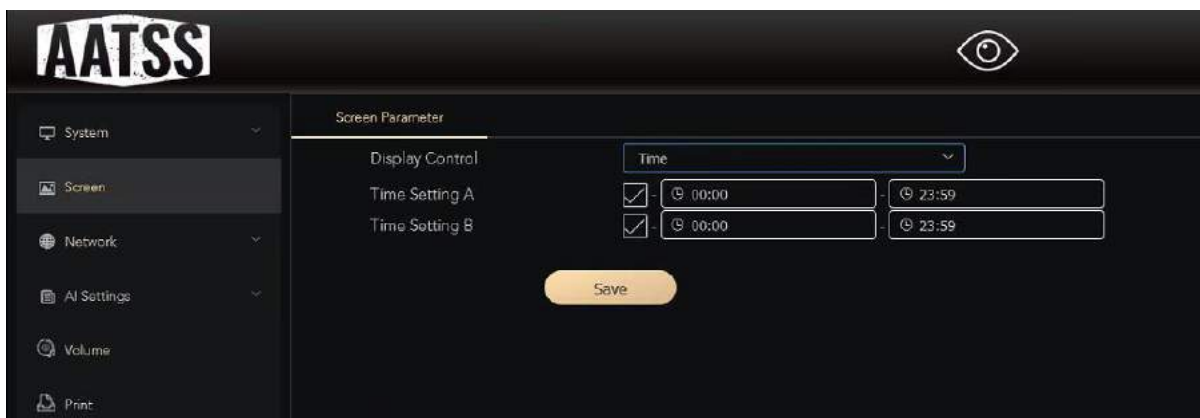 AATSS
System
Screen
Network
AI Settings
Volume
Print
Screen Parameter
Display Control Time
Time Setting A - 00:00 - 23:59
Time Setting B - 00:00 - 23:59
Save